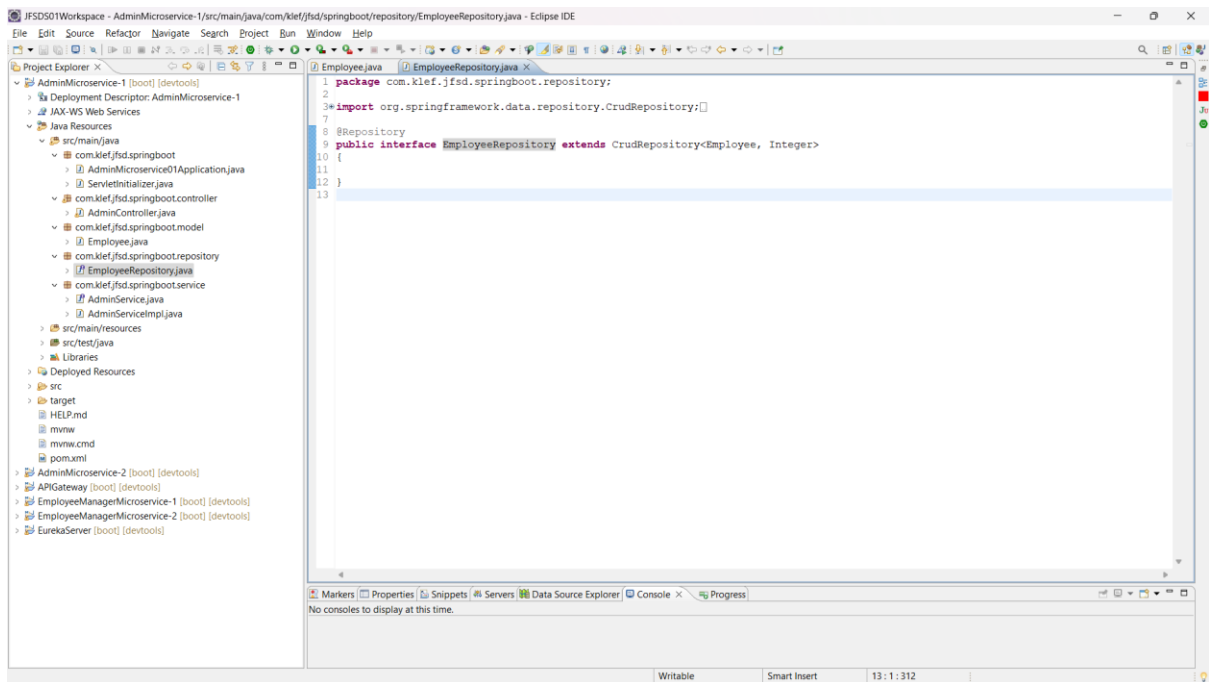 JFSDS01Workspace - AdminMicroservice-1/src/main/java/com/klef/jfsd/springboot/repository/EmployeeRepository.java - Eclipse IDE
File Edit Source Refactor Navigate Search Project Run Window Help
Project Explorer
Employee.java EmployeeRepository.java
AdminMicroservice-1 [boot] [devtools]
Deployment Descriptor: AdminMicroservice-1
JAX-WS Web Services
Java Resources
src/main/java
com.klef.jfsd.springboot
AdminMicroservice01Application.java
ServletInitializer.java
com.klef.jfsd.springboot.controller
AdminController.java
com.klef.jfsd.springboot.model
Employee.java
com.klef.jfsd.springboot.repository
EmployeeRepository.java
com.klef.jfsd.springboot.service
AdminService.java
AdminServiceImpl.java
src/main/resources
src/test/java
Libraries
Deployed Resources
src
target
HELP.md
mvnw
mvnw.cmd
pom.xml
AdminMicroservice-2 [boot] [devtools]
APIGateway [boot] [devtools]
EmployeeManagerMicroservice-1 [boot] [devtools]
EmployeeManagerMicroservice-2 [boot] [devtools]
EurekaServer [boot] [devtools]
1 package com.klef.jfsd.springboot.repository;
2
3 import org.springframework.data.repository.CrudRepository;
7
8 @Repository
9 public interface EmployeeRepository extends CrudRepository<Employee, Integer>
10 {
11
12 }
13
Markers Properties Snippets Servers Data Source Explorer Console Progress
No consoles to display at this time.
Writable Smart Insert 13 : 1 : 312